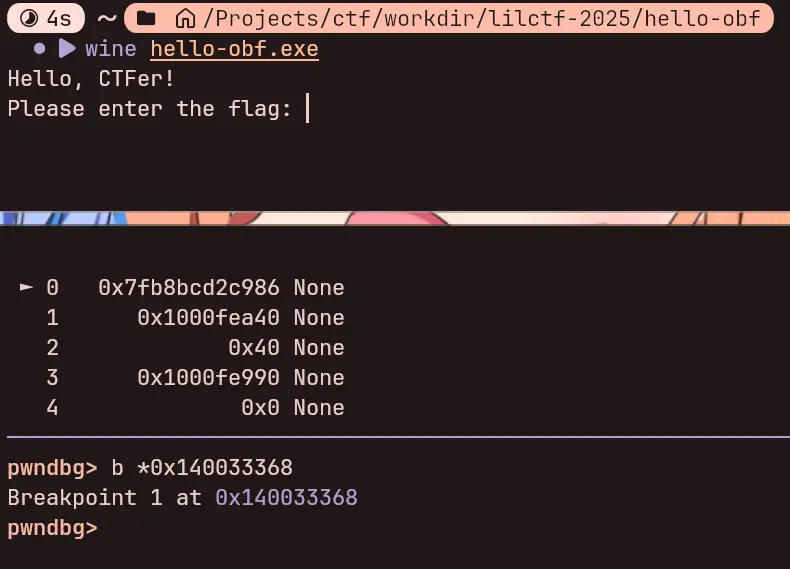 4s ~ /Projects/ctf/workdir/lilctf-2025/hello-obf
wine hello-obf.exe
Hello, CTFer!
Please enter the flag:
► 0 0x7fb8bcd2c986 None
1 0x1000fea40 None
2 0x40 None
3 0x1000fe990 None
4 0x0 None
pwndbg> b *0x140033368
Breakpoint 1 at 0x140033368
pwndbg>